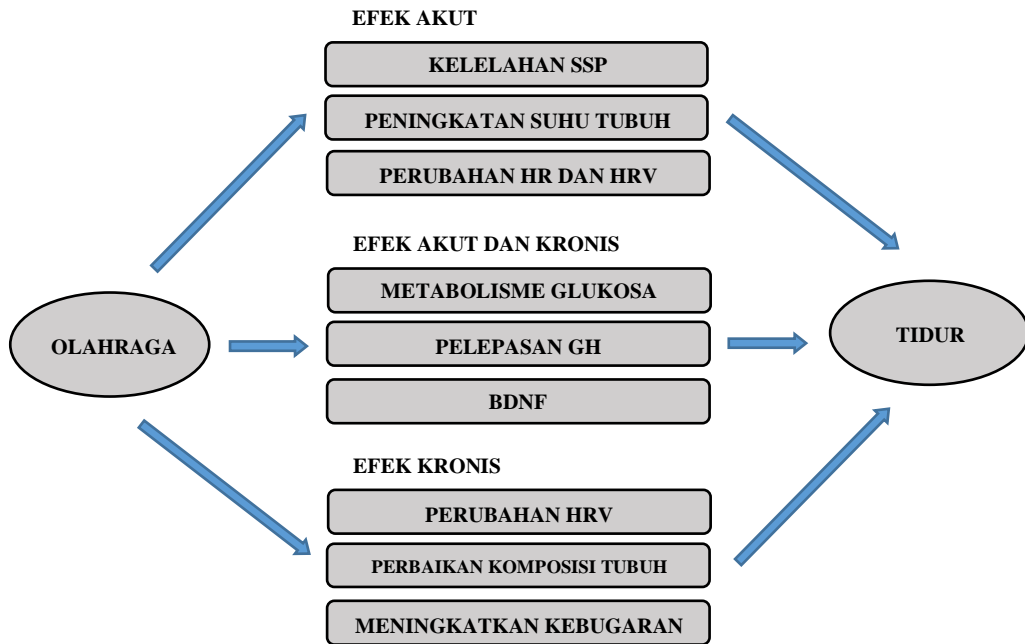 EFEK AKUT
KELELAHAN SSP
PENINGKATAN SUHU TUBUH
PERUBAHAN HR DAN HRV
EFEK AKUT DAN KRONIS
METABOLISME GLUKOSA
OLAHRAGA
PELEPASAN GH
TIDUR
BDNF
EFEK KRONIS
PERUBAHAN HRV
PERBAIKAN KOMPOSISI TUBUH
MENINGKATKAN KEBUGARAN